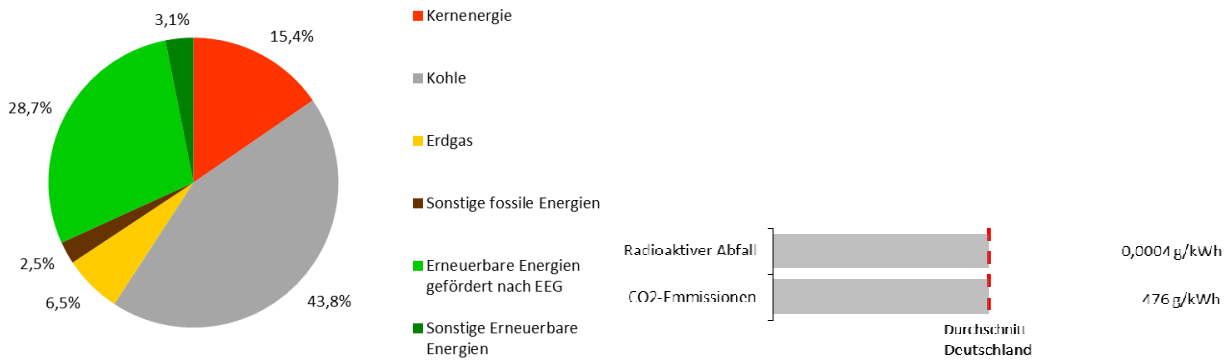 3,1%
15,4%
28,7%
2,5%
6,5%
43,8%
Kernenergie
Kohle
Erdgas
Sonstige fossile Energien
Erneuerbare Energien
gefördert nach EEG
Sonstige Erneuerbare
Energien
Radioaktiver Abfall
0,0004 g/kWh
CO2-Emmissionen
476 g/kWh
Durchschnitt
Deutschland